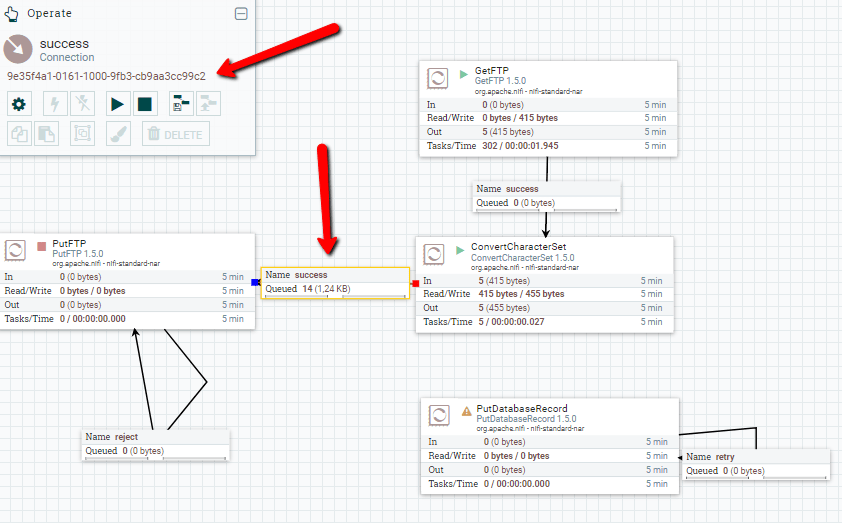 Operate
success
Connection
9e35f4a1-0161-1000-9fb3-cb9aa3cc99c2
DELETE
GetFTP
GetFTP 1.5.0
org.apache.nifi - nifi-standard-nar
In 0 (0 bytes) 5 min
Read/Write 0 bytes / 415 bytes 5 min
Out 5 (415 bytes) 5 min
Tasks/Time 302 / 00:00:01.945 5 min
Name success
Queued 0 (0 bytes)
PutFTP
PutFTP 1.5.0
org.apache.nifi - nifi-standard-nar
In 0 (0 bytes) 5 min
Read/Write 0 bytes / 0 bytes 5 min
Out 0 (0 bytes) 5 min
Tasks/Time 0 / 00:00:00.000 5 min
Name success
Queued 14 (1,24 KB)
ConvertCharacterSet
ConvertCharacterSet 1.5.0
org.apache.nifi - nifi-standard-nar
In 5 (415 bytes) 5 min
Read/Write 415 bytes / 455 bytes 5 min
Out 5 (455 bytes) 5 min
Tasks/Time 5 / 00:00:00.027 5 min
Name reject
Queued 0 (0 bytes)
PutDatabaseRecord
PutDatabaseRecord 1.5.0
org.apache.nifi - nifi-standard-nar
In 0 (0 bytes) 5 min
Read/Write 0 bytes / 0 bytes 5 min
Out 0 (0 bytes) 5 min
Tasks/Time 0 / 00:00:00.000 5 min
Name retry
Queued 0 (0 bytes)